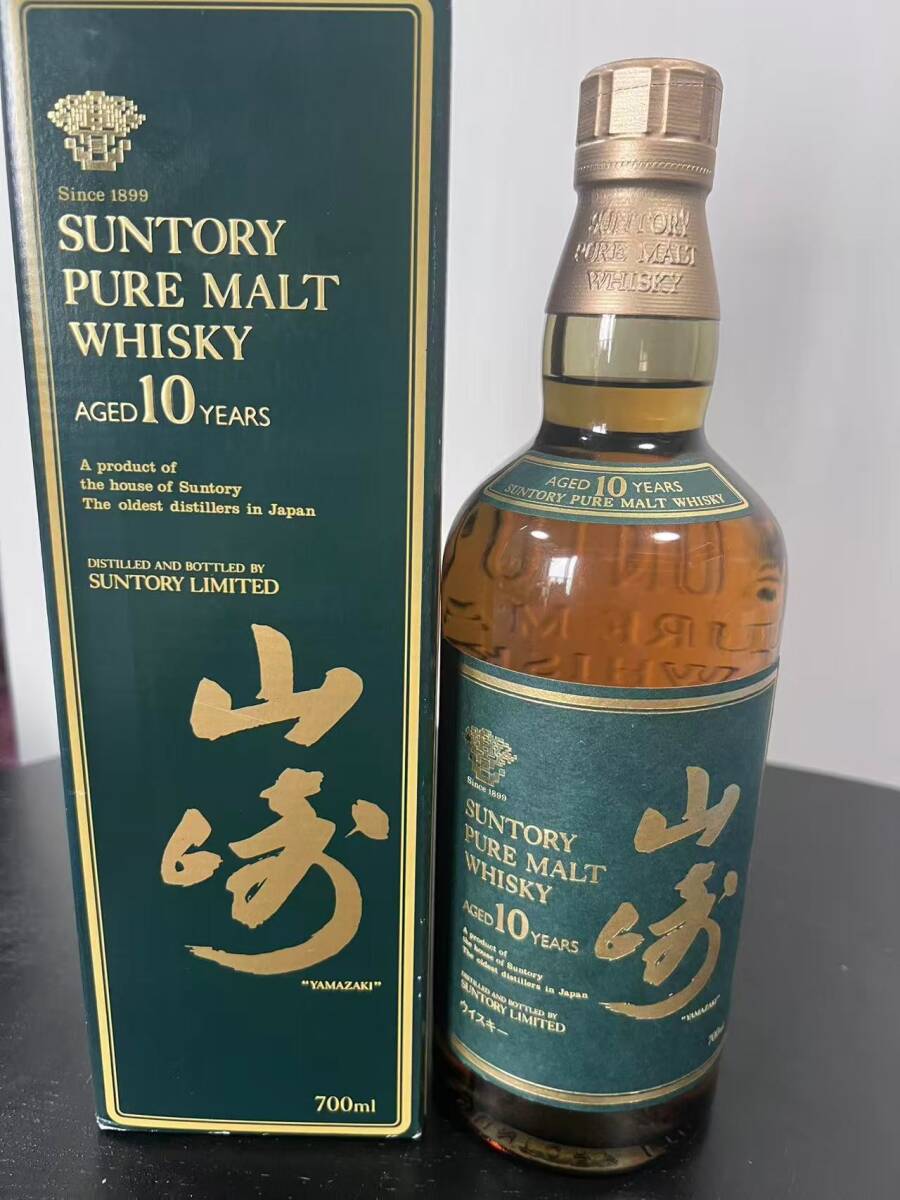 Since 1899
SUNTORY
PURE MALT
WHISKY
AGED 10 YEARS
A product of
the house of Suntory
The oldest distillers in Japan
DISTILLED AND BOTTLED BY
SUNTORY LIMITED
山崎
"YAMAZAKI"
700ml
SUNTORY
PURE MALT
WHISKY
AGED 10 YEARS
SUNTORY PURE MALT WHISKY
Since 1899
SUNTORY
PURE MALT
WHISKY
AGED 10 YEARS
A product of
the house of Suntory
The oldest distillers in Japan
DISTILLED AND BOTTLED BY
SUNTORY LIMITED
ウイスキー
山崎
"YAMAZAKI"
700ml